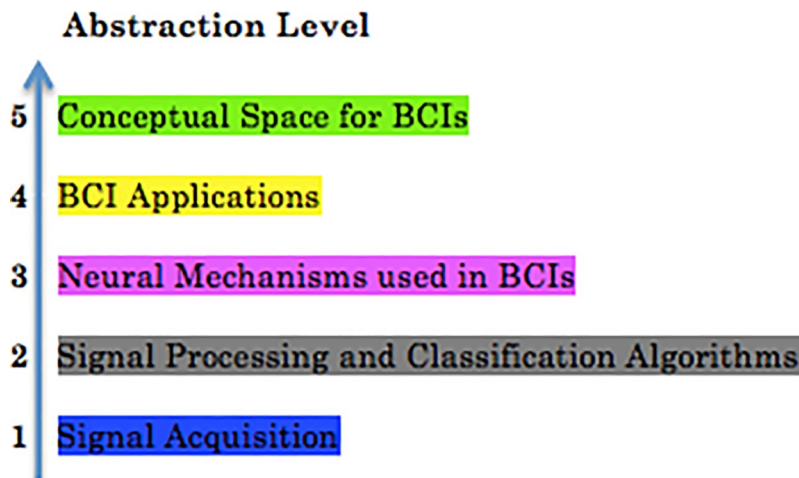 Abstraction Level
5 Conceptual Space for BCIs
4 BCI Applications
3 Neural Mechanisms used in BCIs
2 Signal Processing and Classification Algorithms
1 Signal Acquisition